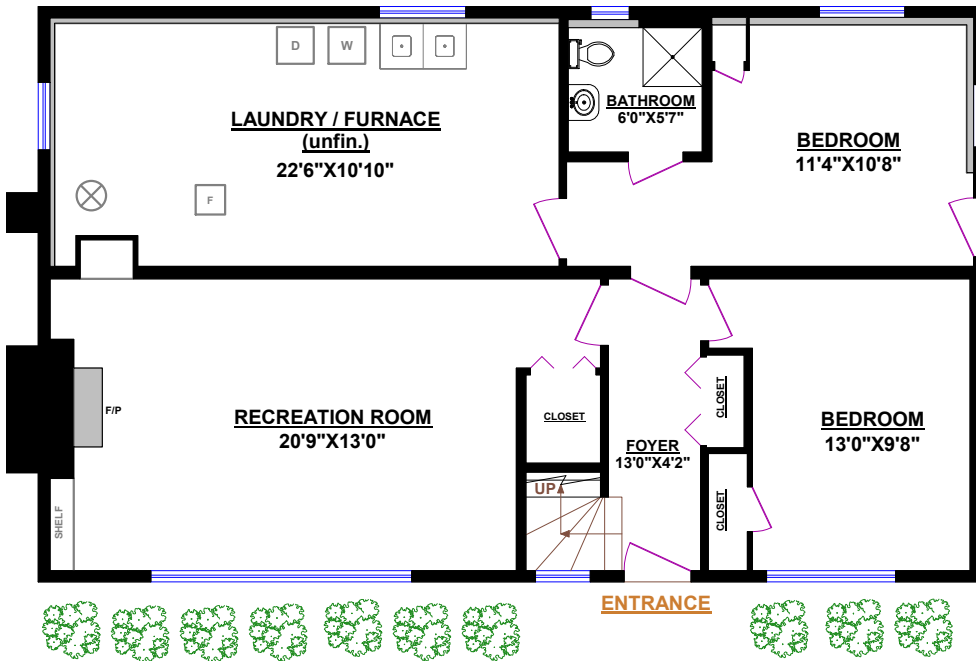 D
W
LAUNDRY / FURNACE
(unfin.)
22'6"X10'10"
F
BATHROOM
6'0"X5'7"
BEDROOM
11'4"X10'8"
F/P
RECREATION ROOM
20'9"X13'0"
SHELF
CLOSET
UP
FOYER
13'0"X4'2"
CLOSET
CLOSET
BEDROOM
13'0"X9'8"
ENTRANCE